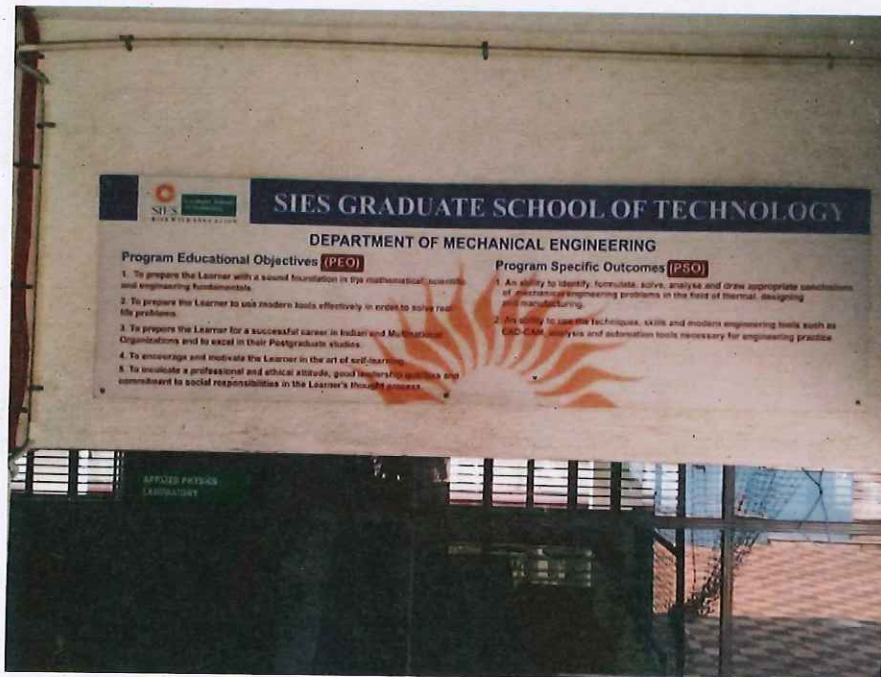 SIES
RISE WITH EDUCATION
SIES GRADUATE SCHOOL OF TECHNOLOGY
DEPARTMENT OF MECHANICAL ENGINEERING
Program Educational Objectives (PEO)
1. To prepare the Learner with a sound foundation in the mathematical, scientific
and engineering fundamentals.
2. To prepare the Learner to use modern tools effectively in order to solve real
life problems.
3. To prepare the Learner for a successful career in Indian and Multinational
Organizations and to excel in their Postgraduate studies.
4. To encourage and motivate the Learner in the art of self-learning.
5. To inculcate a professional and ethical attitude, good leadership qualities and
commitment to social responsibilities in the Learner's thought process.
Program Specific Outcomes (PSO)
1. An ability to identify, formulate, solve, analyse and draw appropriate conclusions
of mechanical engineering problems in the field of thermal, designing
and manufacturing.
2. An ability to use the techniques, skills and modern engineering tools such as
CAD-CAM, analysis and automation tools necessary for engineering practice
APPLIED PHYSICS
LABORATORY